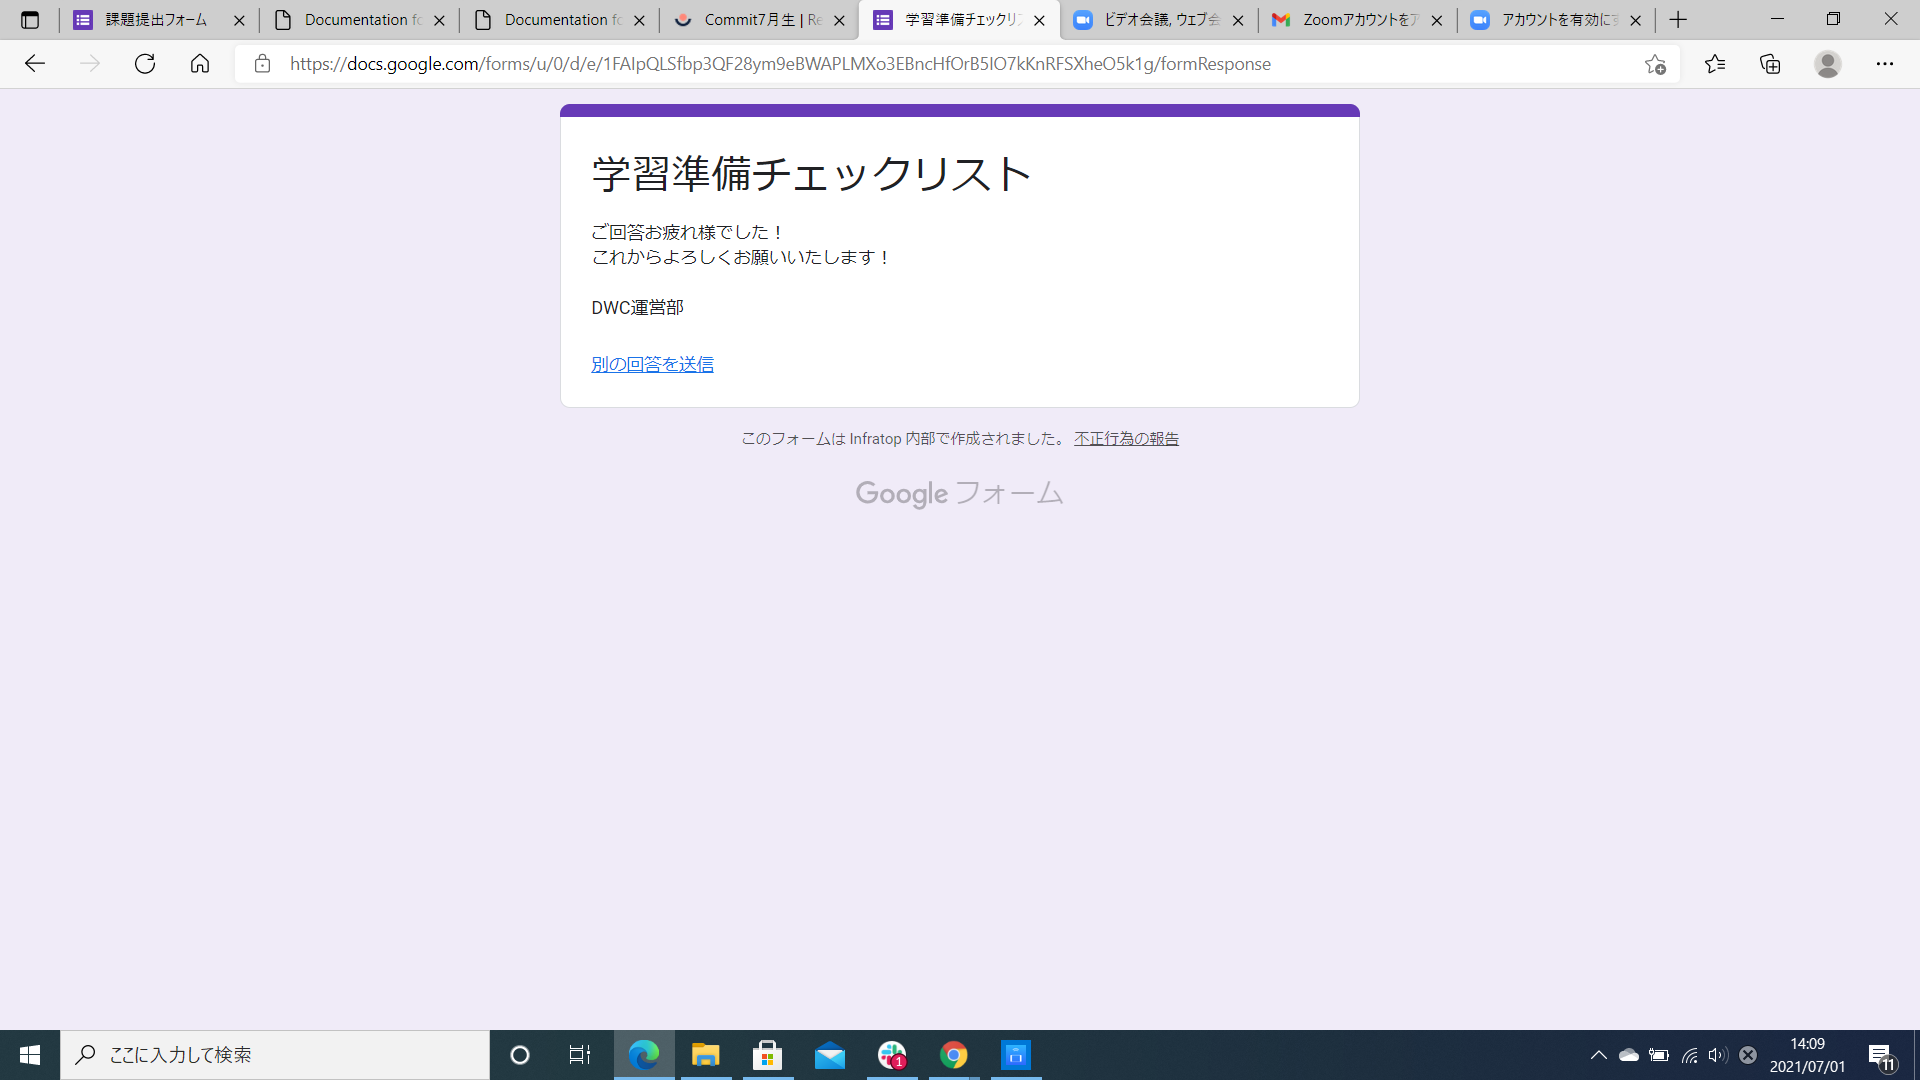 課題提出フォーム
Documentation fo
Documentation fo
Commit7月生 | Re
学習準備チェックリス
ビデオ会議, ウェブ会
Zoomアカウントをア
アカウントを有効にす
https://docs.google.com/forms/u/0/d/e/1FAIpQLSfbp3QF28ym9eBWAPLMXo3EBncHfOrB5IO7kKnRFSXheO5k1g/formResponse
学習準備チェックリスト
ご回答お疲れ様でした！
これからよろしくお願いいたします！
DWC運営部
別の回答を送信
このフォームは Infratop 内部で作成されました。 不正行為の報告
Google フォーム
ここに入力して検索
1
14:09
2021/07/01
11